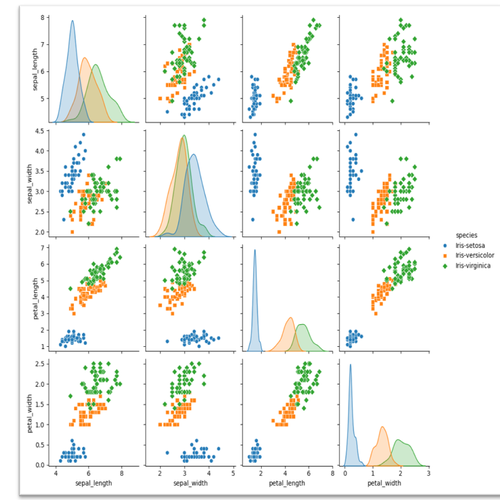 8
7
6
5
sepal_length
4.5
4.0
3.5
3.0
2.5
2.0
sepal_width
7
6
5
4
3
2
1
petal_length
species
Iris-setosa
Iris-versicolor
Iris-virginica
2.5
2.0
1.5
1.0
0.5
0.0
petal_width
4 6 8
2 3 4 5
2 4 6 8
0 1 2 3
sepal_length sepal_width petal_length petal_width